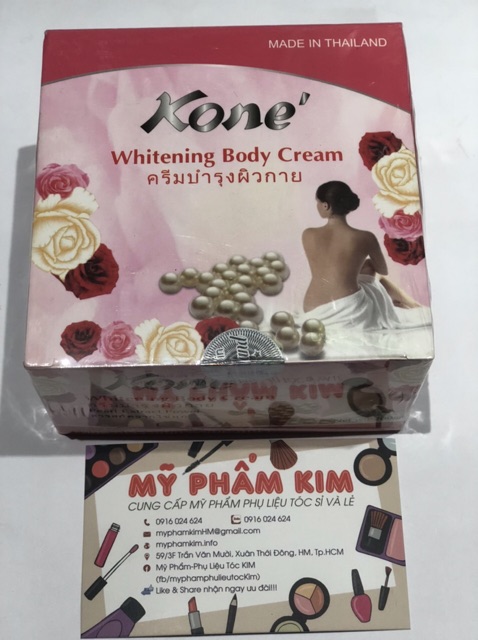 MADE IN THAILAND
Kone'
Whitening Body Cream
ครีมบำรุงผิวกาย
MỸ PHẨM KIM
CUNG CẤP MỸ PHẨM PHỤ LIỆU TÓC SỈ VÀ LẺ
0916 024 624 0916 024 624
myphamkimHM@gmail.com
myphamkim.info
59/3F Trần Văn Mười, Xuân Thới Đông, HM, Tp.HCM
Mỹ Phẩm-Phụ Liệu Tóc KIM
(fb/myphamphulieutocKim)
Like & Share nhận ngay ưu đãi!!!